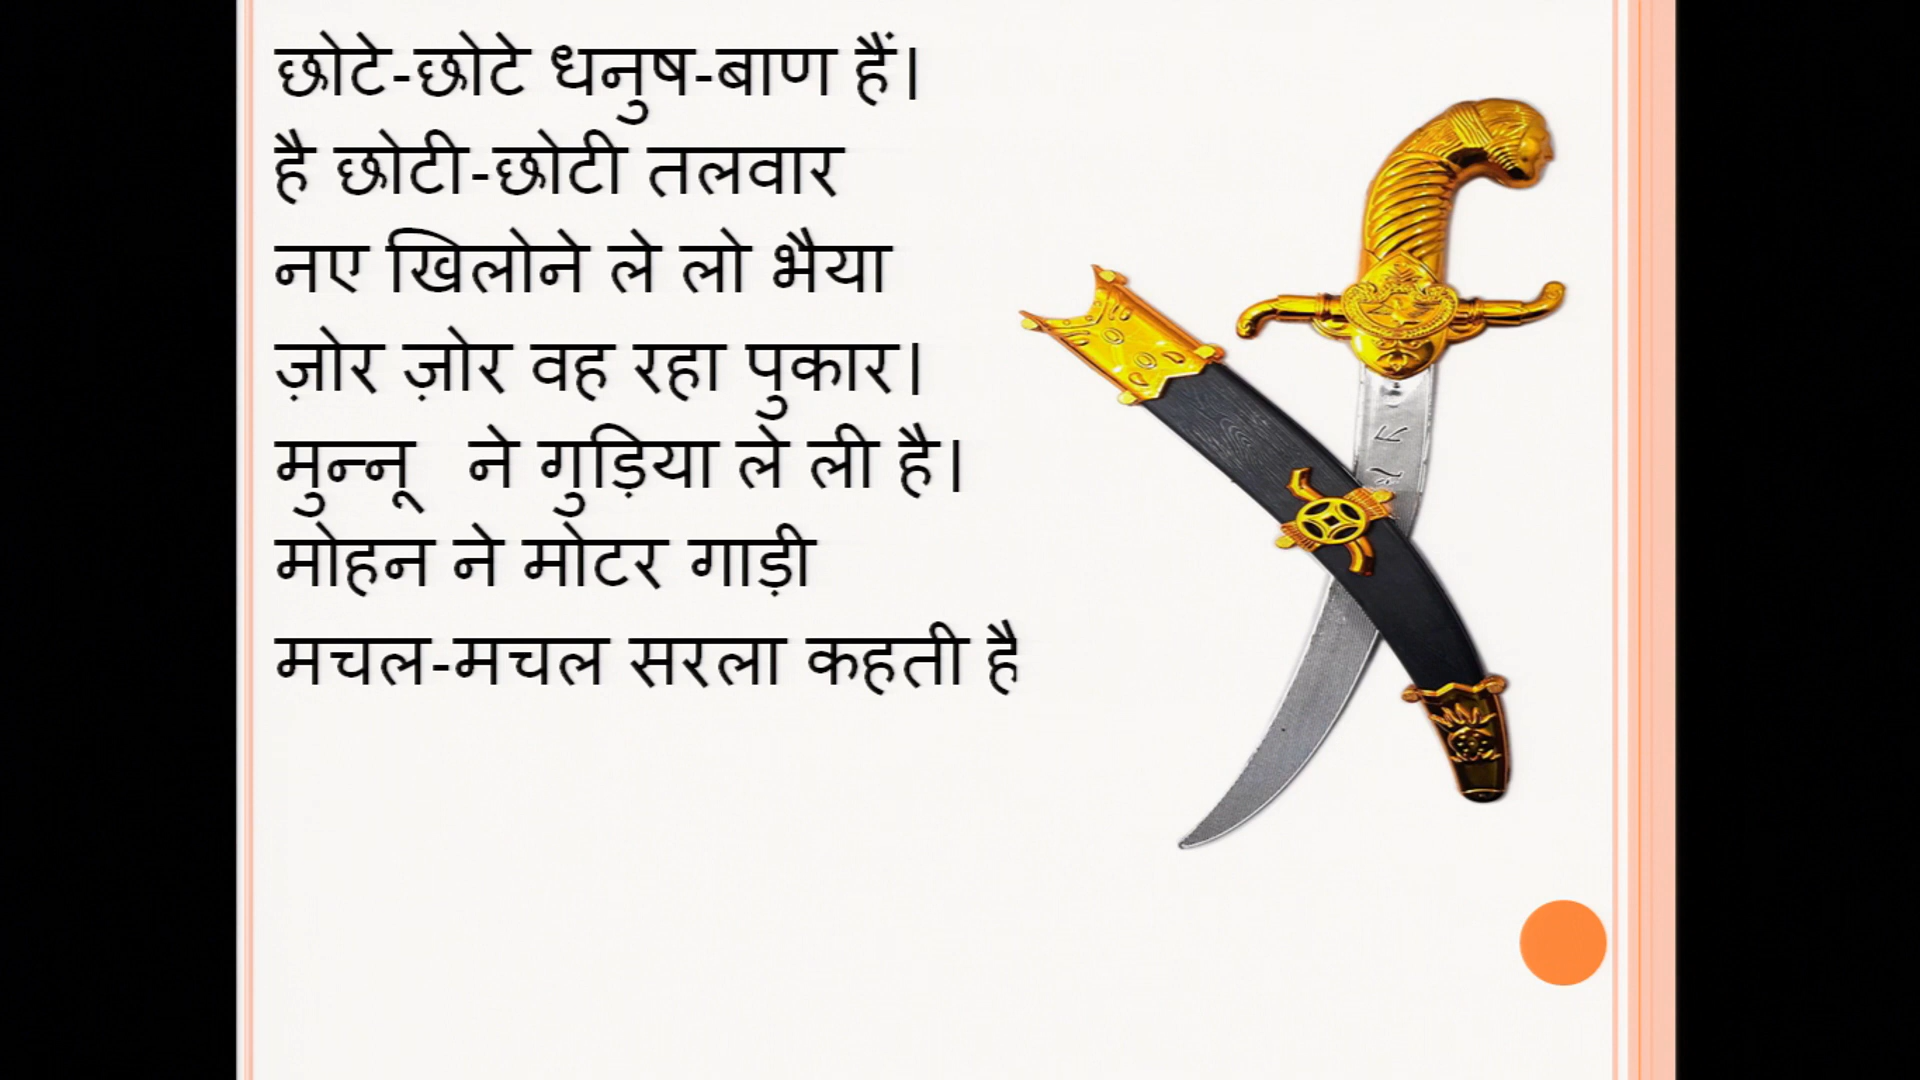 छोटे-छोटे धनुष-बाण हैं।
है छोटी-छोटी तलवार
नए खिलोने ले लो भैया
ज़ोर ज़ोर वह रहा पुकार।
मुन्नू ने गुड़िया ले ली है।
मोहन ने मोटर गाड़ी
मचल-मचल सरला कहती है